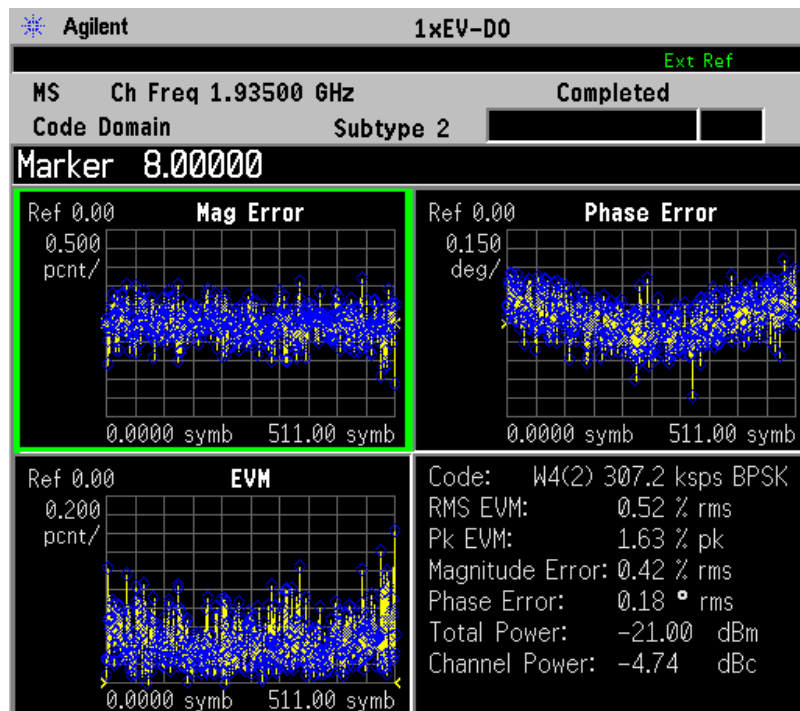 Agilent 1xEV-DO
Ext Ref
MS Ch Freq 1.93500 GHz Completed
Code Domain Subtype 2
Marker 8.00000
Ref 0.00 Mag Error
0.500
pcnt/
0.0000 symb 511.00 symb
Ref 0.00 Phase Error
0.150
deg/
0.0000 symb 511.00 symb
Ref 0.00 EVM
0.200
pcnt/
0.0000 symb 511.00 symb
Code: W4(2) 307.2 ksps BPSK
RMS EVM: 0.52 % rms
Pk EVM: 1.63 % pk
Magnitude Error: 0.42 % rms
Phase Error: 0.18 ° rms
Total Power: -21.00 dBm
Channel Power: -4.74 dBc